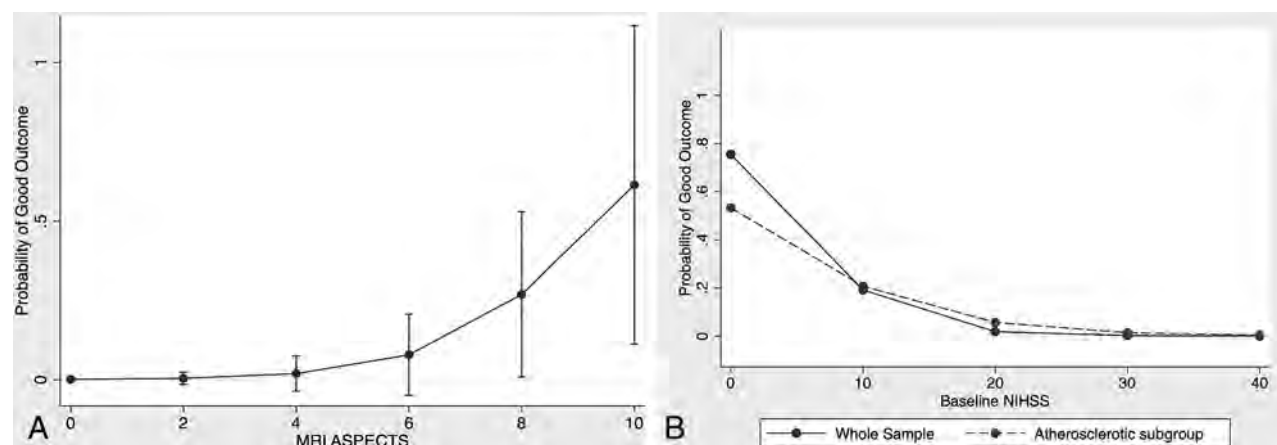 Probability of Good Outcome
1
.5
0
0 2 4 6 8 10
MRI ASPECTS
A
Probability of Good Outcome
1
.8
.6
.4
.2
0
0 10 20 30 40
Baseline NIHSS
B
Whole Sample Atherosclerotic subgroup